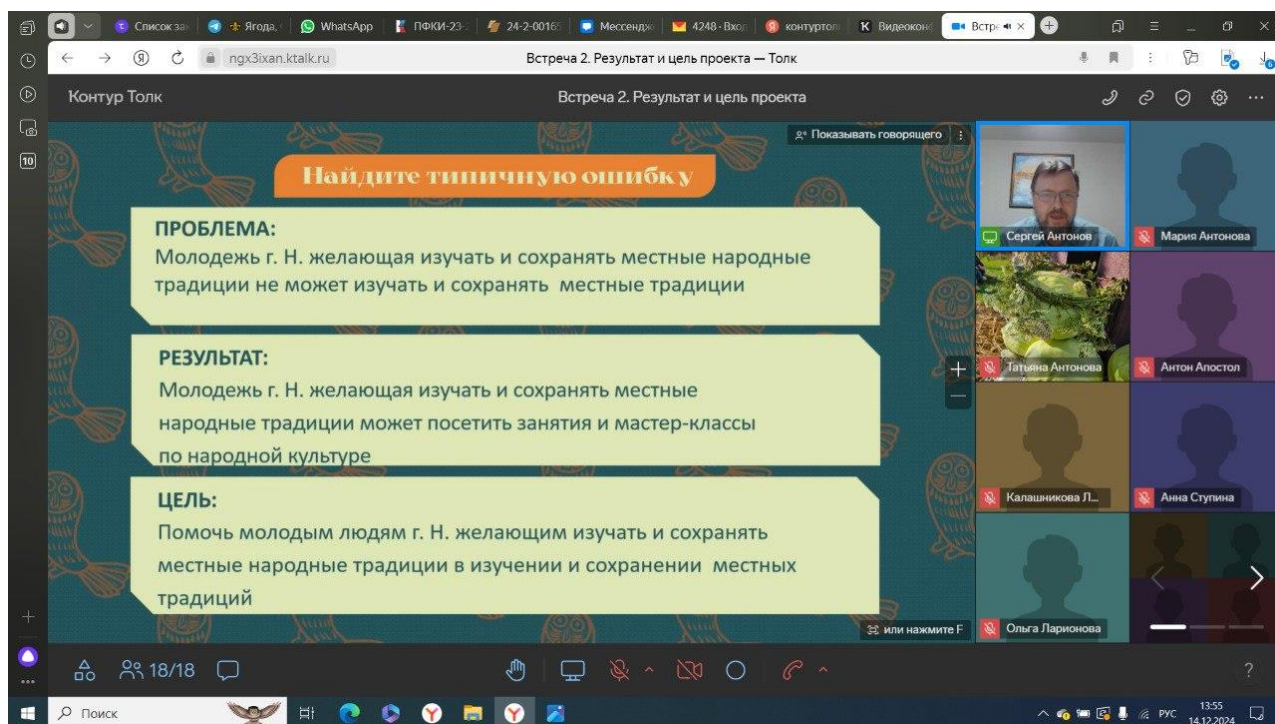 Список за
Ягода,
WhatsApp
ПФКИ-23-
24-2-00165
Мессендж
4248 - Вход
контуртол
Видеокон
Встре
ngx3ixan.ktalk.ru
Встреча 2. Результат и цель проекта — Толк
6
Контур Толк
Встреча 2. Результат и цель проекта
10
Показывать говорящего
Найдите типичную ошибку
ПРОБЛЕМА:
Молодежь г. Н. желающая изучать и сохранять местные народные
традиции не может изучать и сохранять местные традиции
РЕЗУЛЬТАТ:
Молодежь г. Н. желающая изучать и сохранять местные
народные традиции может посетить занятия и мастер-классы
по народной культуре
ЦЕЛЬ:
Помочь молодым людям г. Н. желающим изучать и сохранять
местные народные традиции в изучении и сохранении местных
традиций
или нажмите F
Сергей Антонов
Мария Антонова
Татьяна Антонова
Антон Апостол
Калашникова Л...
Анна Ступина
Ольга Ларионова
18/18
Поиск
РУС
13:55
14.12.2024